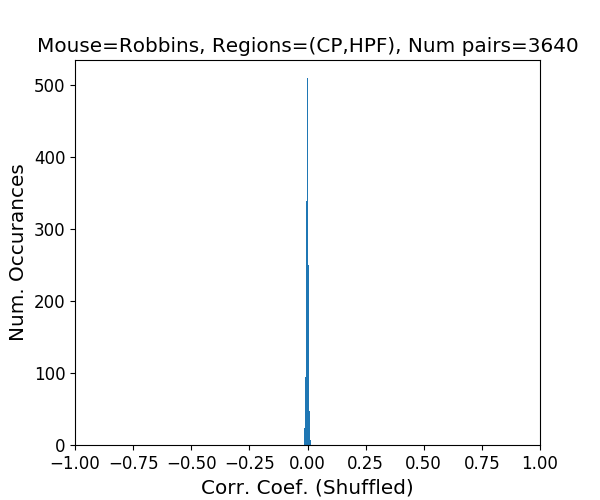 Mouse=Robbins, Regions=(CP,HPF), Num pairs=3640
500
400
300
200
100
0
Num. Occurances
−1.00 −0.75 −0.50 −0.25 0.00 0.25 0.50 0.75 1.00
Corr. Coef. (Shuffled)